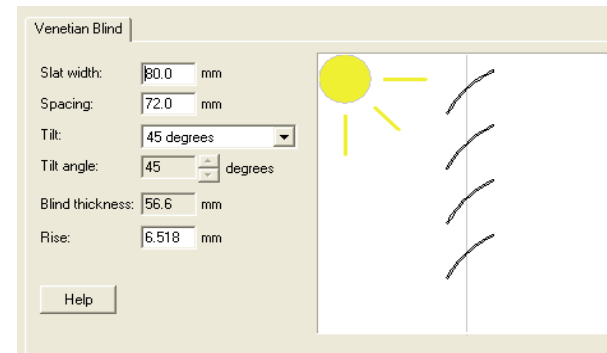 Venetian Blind
Slat width: 80.0 mm
Spacing: 72.0 mm
Tilt: 45 degrees
Tilt angle: 45 degrees
Blind thickness: 56.6 mm
Rise: 6.518 mm
Help